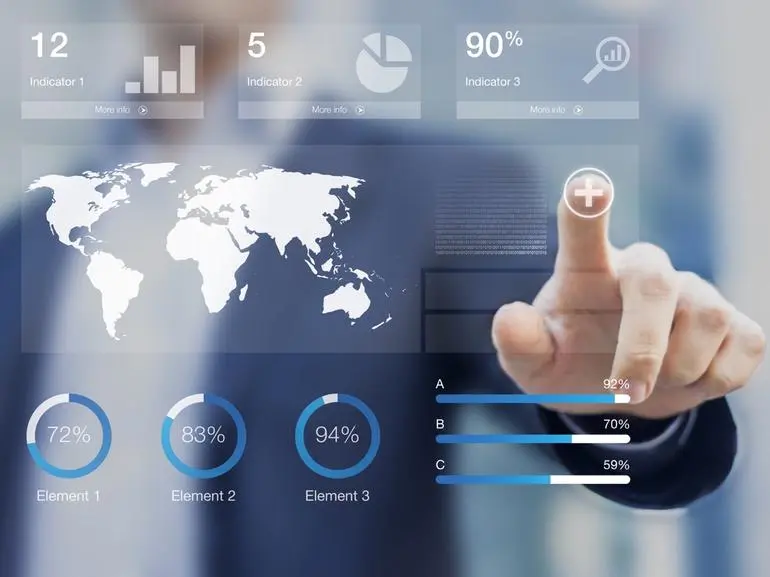 12
Indicator 1
More info
5
Indicator 2
More info
90%
Indicator 3
More info
+
72%
Element 1
83%
Element 2
94%
Element 3
A 92%
B 70%
C 59%